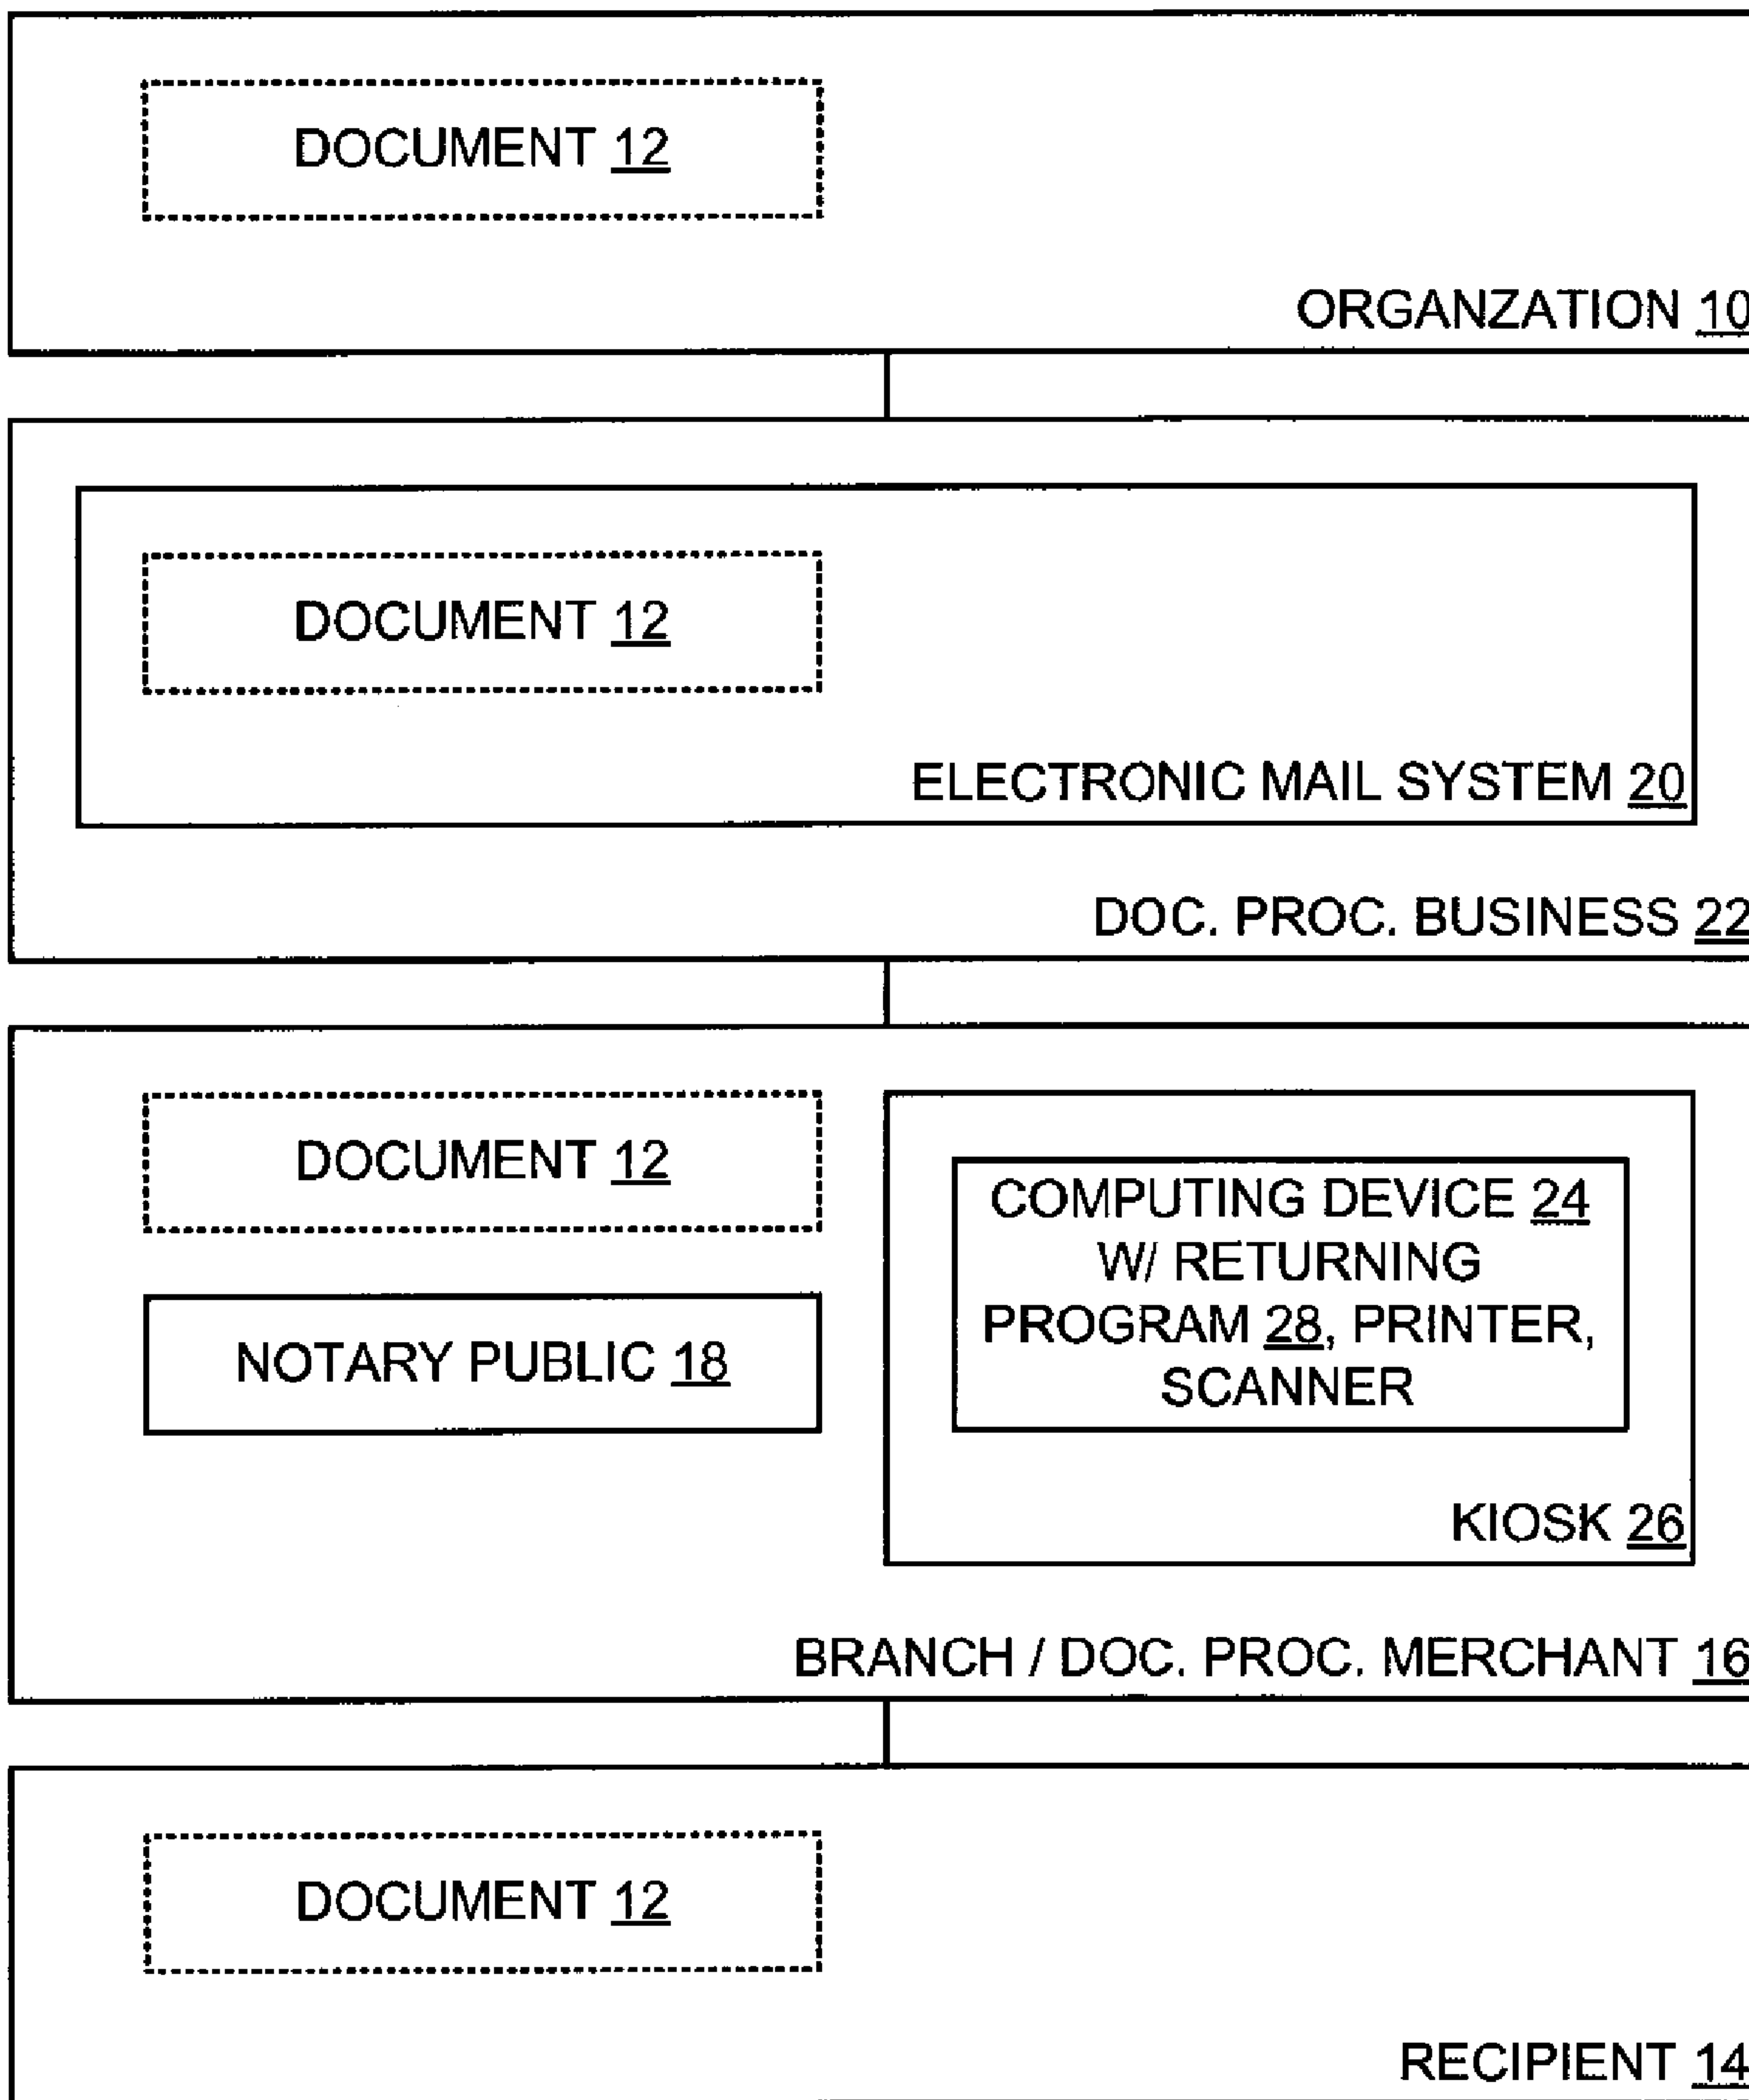 DOCUMENT 12
ORGANZATION 10
DOCUMENT 12
ELECTRONIC MAIL SYSTEM 20
DOC. PROC. BUSINESS 22
DOCUMENT 12
NOTARY PUBLIC 18
COMPUTING DEVICE 24
W/ RETURNING
PROGRAM 28, PRINTER,
SCANNER
KIOSK 26
BRANCH / DOC. PROC. MERCHANT 16
DOCUMENT 12
RECIPIENT 14